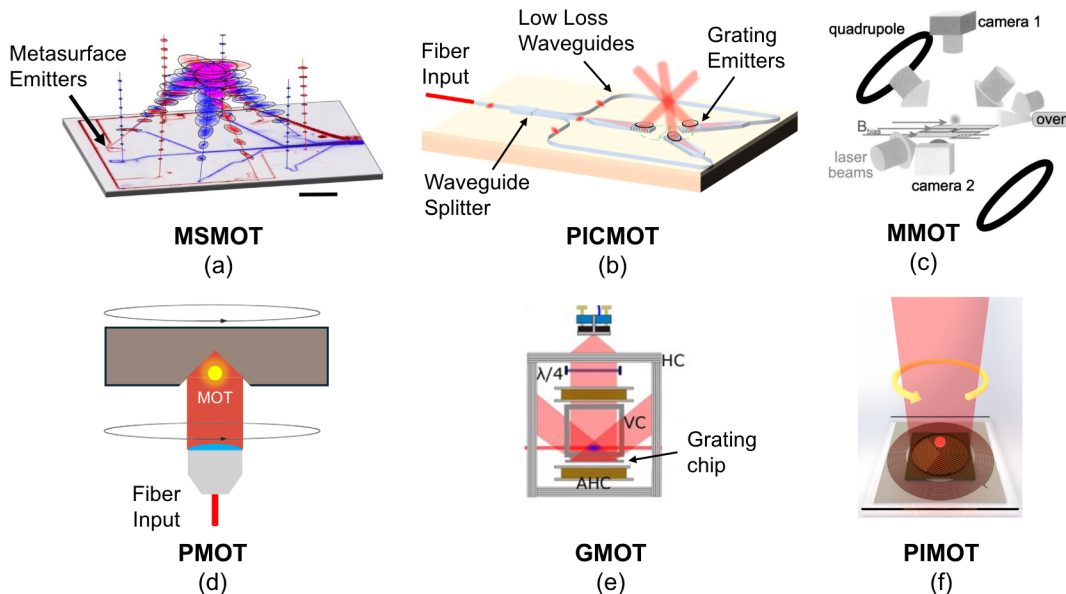 Metasurface
Emitters
MSMOT
(a)
Fiber
Input
Low Loss
Waveguides
Grating
Emitters
Waveguide
Splitter
PICMOT
(b)
quadrupole
camera 1
B bias
oven
laser
beams
camera 2
MMOT
(c)
MOT
Fiber
Input
PMOT
(d)
λ/4
HC
VC
Grating
chip
AHC
GMOT
(e)
PIMOT
(f)